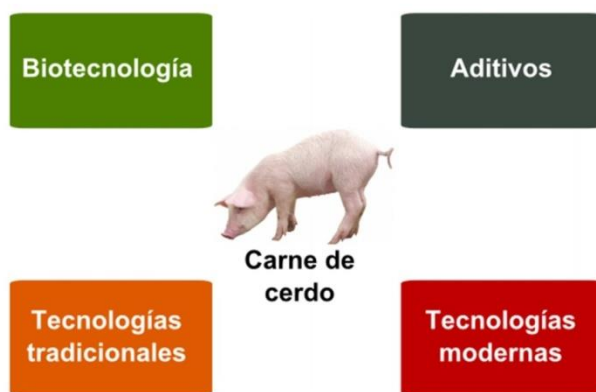 Biotecnología
Aditivos
Carne de
cerdo
Tecnologías
tradicionales
Tecnologías
modernas